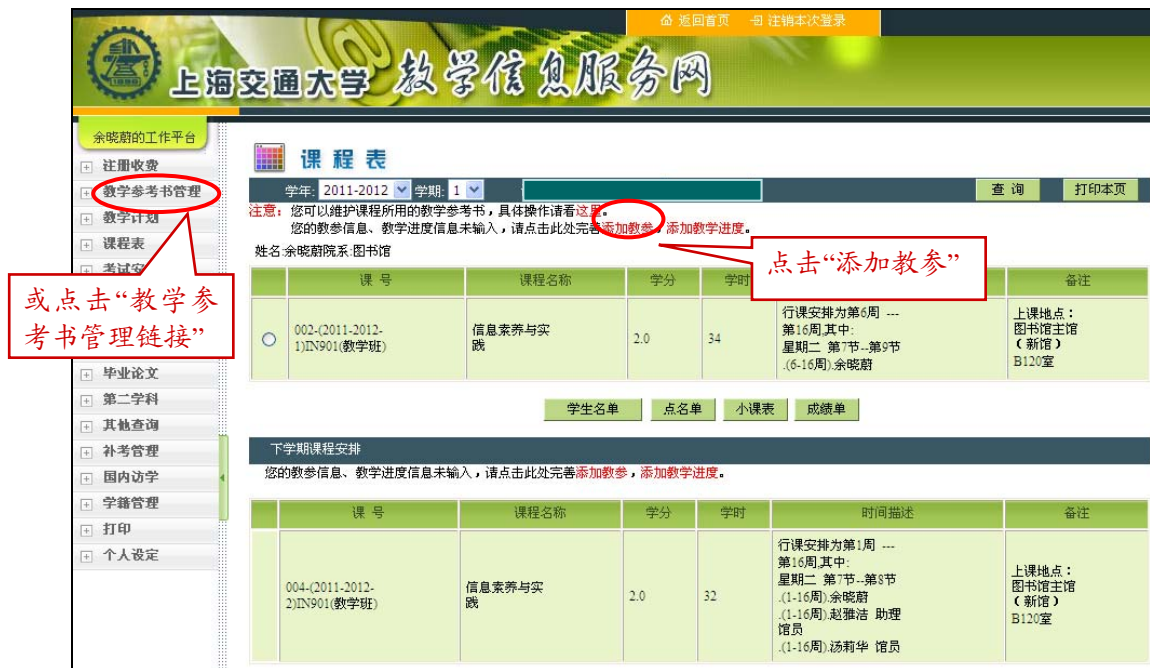 返回首页 注销本次登录
上海交通大学 教学信息服务网
余晓蔚的工作平台
注册收费
教学参考书管理
教学计划
课程表
考试安
或点击“教学参
考书管理链接”
毕业论文
第二学科
其他查询
补考管理
国内访学
学籍管理
打印
个人设定
课程表
学年: 2011-2012 学期: 1 查 询 打印本页
注意: 您可以维护课程所用的教学参考书，具体操作请看这里。
您的教参信息、教学进度信息未输入，请点击此处完善添加教参，添加教学进度。
点击“添加教参”
姓名:余晓蔚院系:图书馆
课 号 课程名称 学分 学时 备注
002-(2011-2012-
1)IN901(教学班)
信息素养与实
践
2.0
34
行课安排为第6周 ---
第16周,其中:
星期二 第7节--第9节
.(6-16周).余晓蔚
上课地点：
图书馆主馆
（新馆）
B120室
学生名单 点名单 小课表 成绩单
下学期课程安排
您的教参信息、教学进度信息未输入，请点击此处完善添加教参，添加教学进度。
课 号 课程名称 学分 学时 时间描述 备注
004-(2011-2012-
2)IN901(教学班)
信息素养与实
践
2.0
32
行课安排为第1周 ---
第16周,其中:
星期二 第7节--第8节
.(1-16周).余晓蔚
.(1-16周).赵雅洁 助理
馆员
.(1-16周).汤莉华 馆员
上课地点：
图书馆主馆
（新馆）
B120室